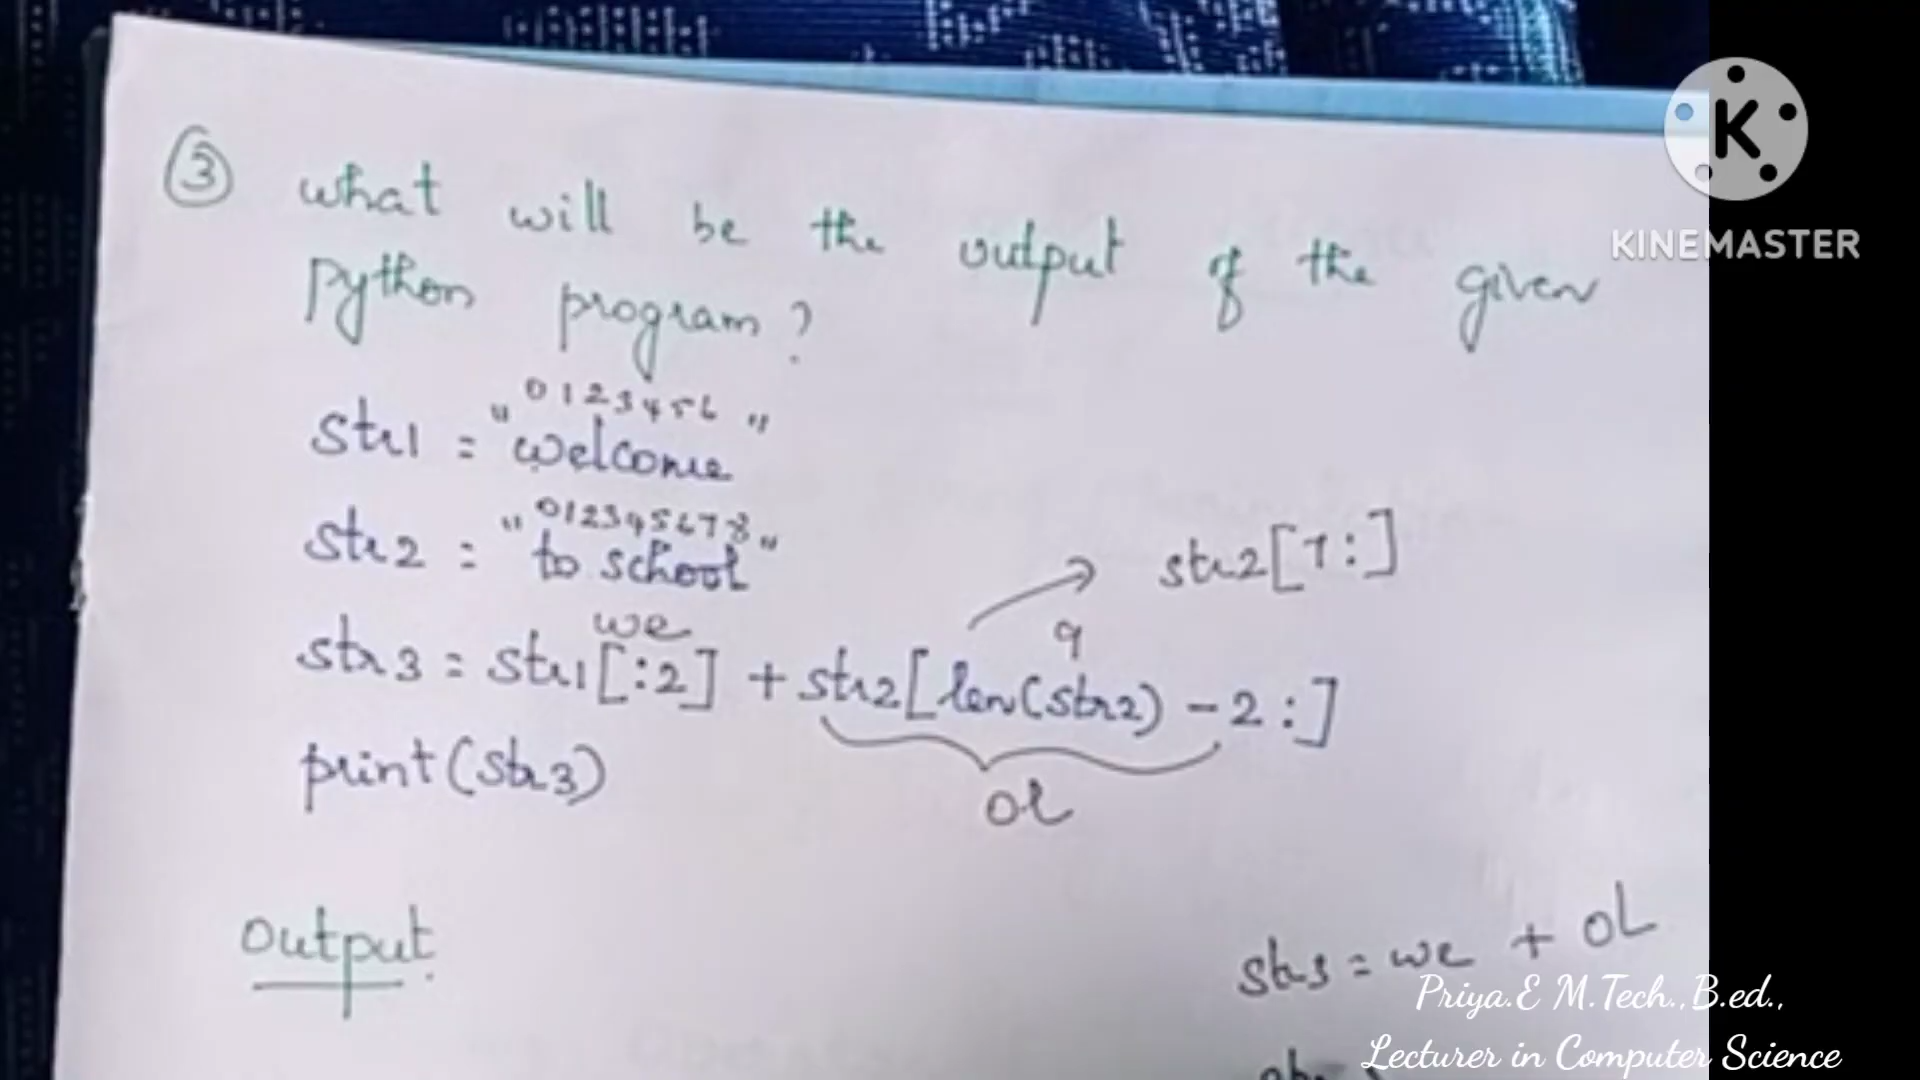 ③ what will be the output of the given
python program?
0123456
str1 = "welcome"
012345678
str2 = "to school"
str2[7:]
we
9
str3 = str1[:2] + str2[len(str2) - 2:]
print(str3)
ol
Output
str3 = we + ol
K
KINEMASTER
Priya.E M.Tech.,B.ed.,
Lecturer in Computer Science